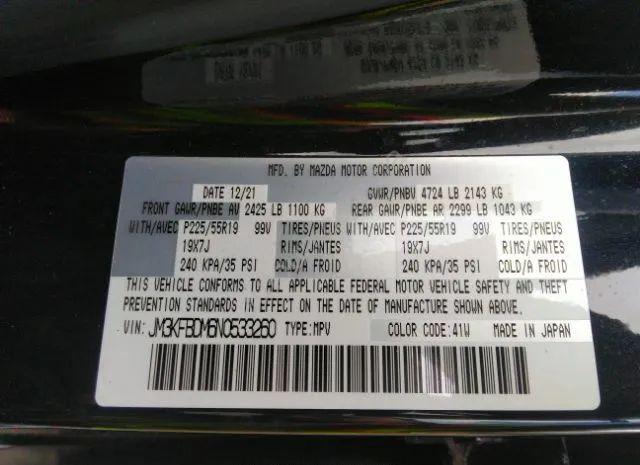 MFD. BY MAZDA MOTOR CORPORATION
DATE 12/21 GVWR/PNBV 4724 LB 2143 KG
FRONT GAWR/PNBE AV 2425 LB 1100 KG REAR GAWR/PNBE AR 2299 LB 1043 KG
WITH/AVEC P225/55R19 99V TIRES/PNEUS WITH/AVEC P225/55R19 99V TIRES/PNEUS
19X7J RIMS/JANTES 19X7J RIMS/JANTES
240 KPA/35 PSI COLD/A FROID 240 KPA/35 PSI COLD/A FROID
THIS VEHICLE CONFORMS TO ALL APPLICABLE FEDERAL MOTOR VEHICLE SAFETY AND THEFT
PREVENTION STANDARDS IN EFFECT ON THE DATE OF MANUFACTURE SHOWN ABOVE.
VIN: JM3KFBDM6N0533260 TYPE:MPV COLOR CODE:41W MADE IN JAPAN